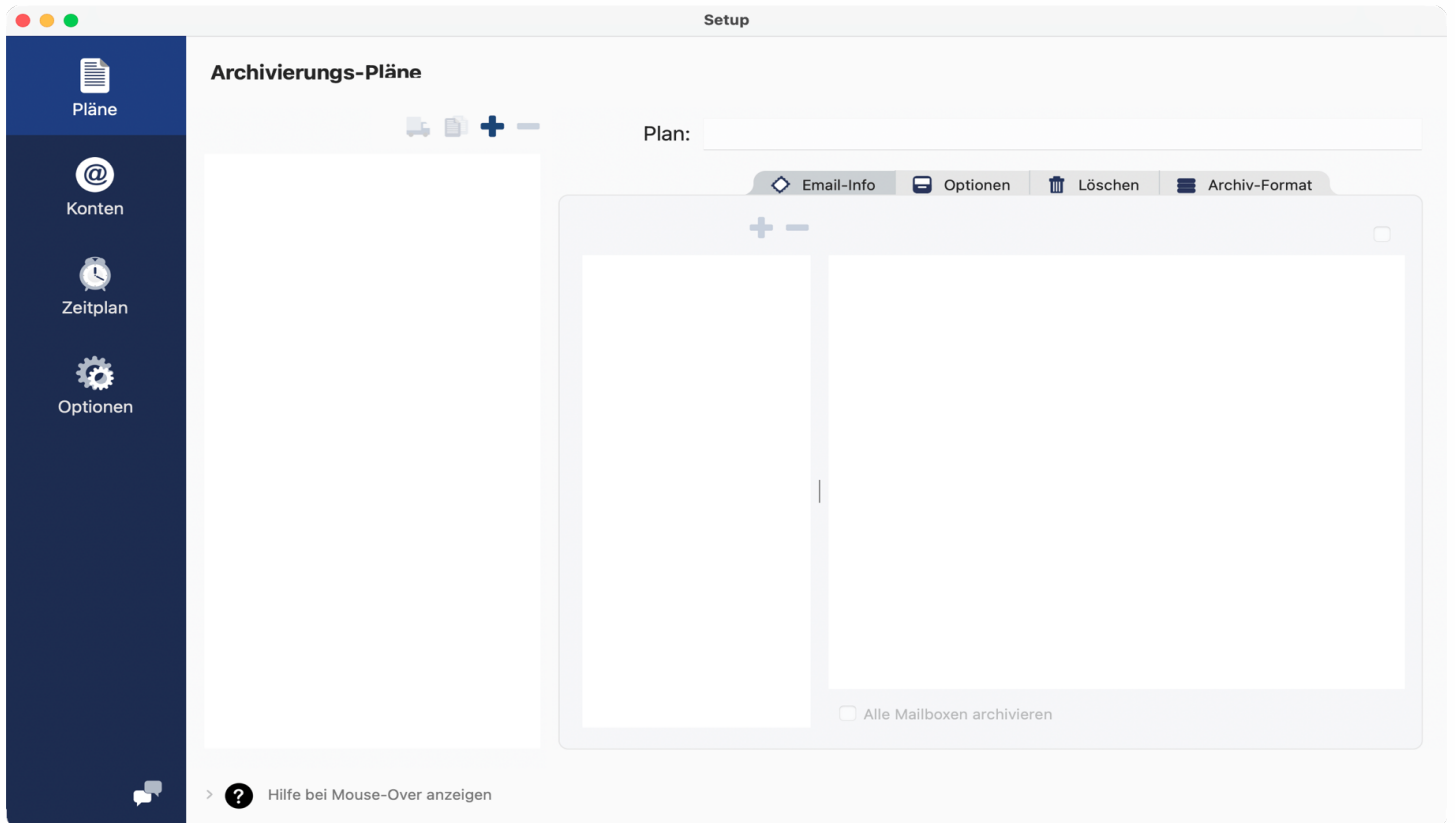 Setup
Pläne
Konten
Zeitplan
Optionen
Archivierungs-Pläne
Plan:
Email-Info
Optionen
Löschen
Archiv-Format
Alle Mailboxen archivieren
Hilfe bei Mouse-Over anzeigen